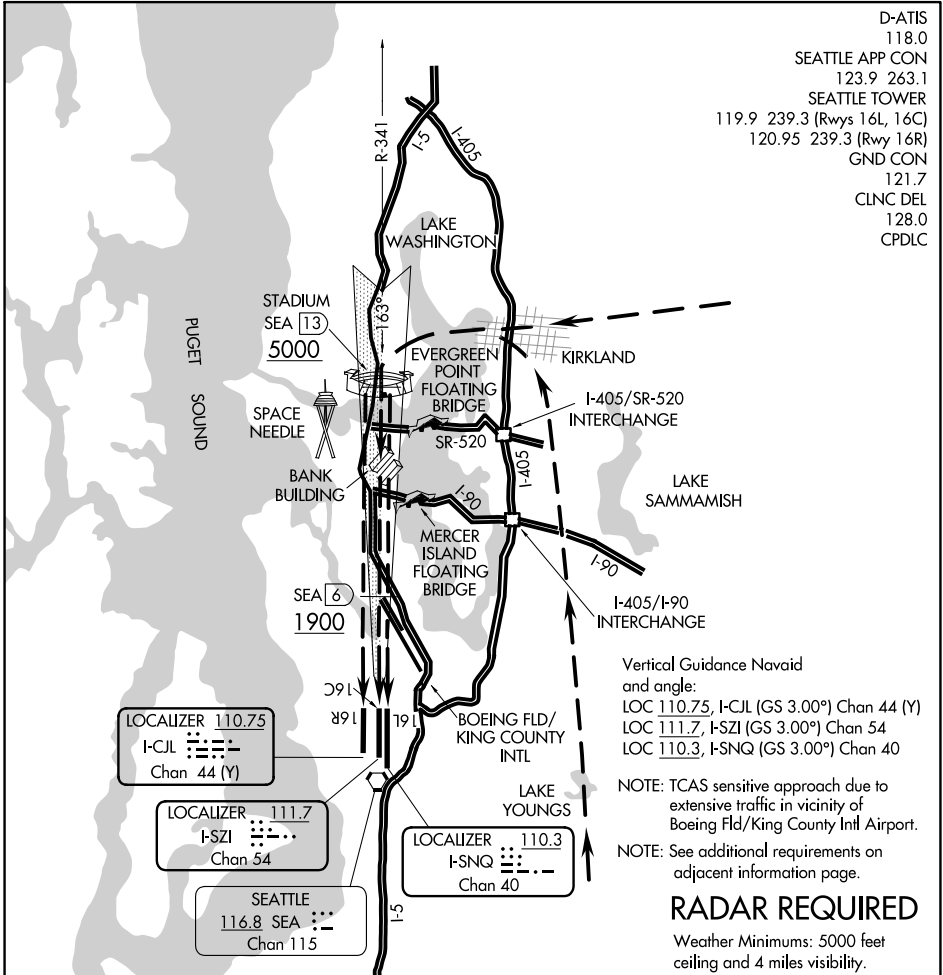 D-ATIS
118.0
SEATTLE APP CON
123.9 263.1
SEATTLE TOWER
119.9 239.3 (Rwys 16L, 16C)
120.95 239.3 (Rwy 16R)
GND CON
121.7
CLNC DEL
128.0
CPDLC
R-341
I-5
I-405
LAKE
WASHINGTON
163°
STADIUM
SEA 13
5000
PUGET SOUND
EVERGREEN
POINT
FLOATING
BRIDGE
KIRKLAND
SPACE
NEEDLE
SR-520
I-405/SR-520
INTERCHANGE
I-405
BANK
BUILDING
I-90
LAKE
SAMMAMISH
MERCER
ISLAND
FLOATING
BRIDGE
I-90
SEA 6
1900
I-405/I-90
INTERCHANGE
16C
16R
16L
BOEING FLD/
KING COUNTY
INTL
Vertical Guidance Navaid
and angle:
LOC 110.75, I-CJL (GS 3.00°) Chan 44 (Y)
LOC 111.7, I-SZI (GS 3.00°) Chan 54
LOC 110.3, I-SNQ (GS 3.00°) Chan 40
LOCALIZER 110.75
I-CJL
Chan 44 (Y)
LOCALIZER 111.7
I-SZI
Chan 54
LAKE
YOUNGS
LOCALIZER 110.3
I-SNQ
Chan 40
SEATTLE
116.8 SEA
Chan 115
I-5
NOTE: TCAS sensitive approach due to
extensive traffic in vicinity of
Boeing Fld/King County Intl Airport.
NOTE: See additional requirements on
adjacent information page.
RADAR REQUIRED
Weather Minimums: 5000 feet
ceiling and 4 miles visibility.